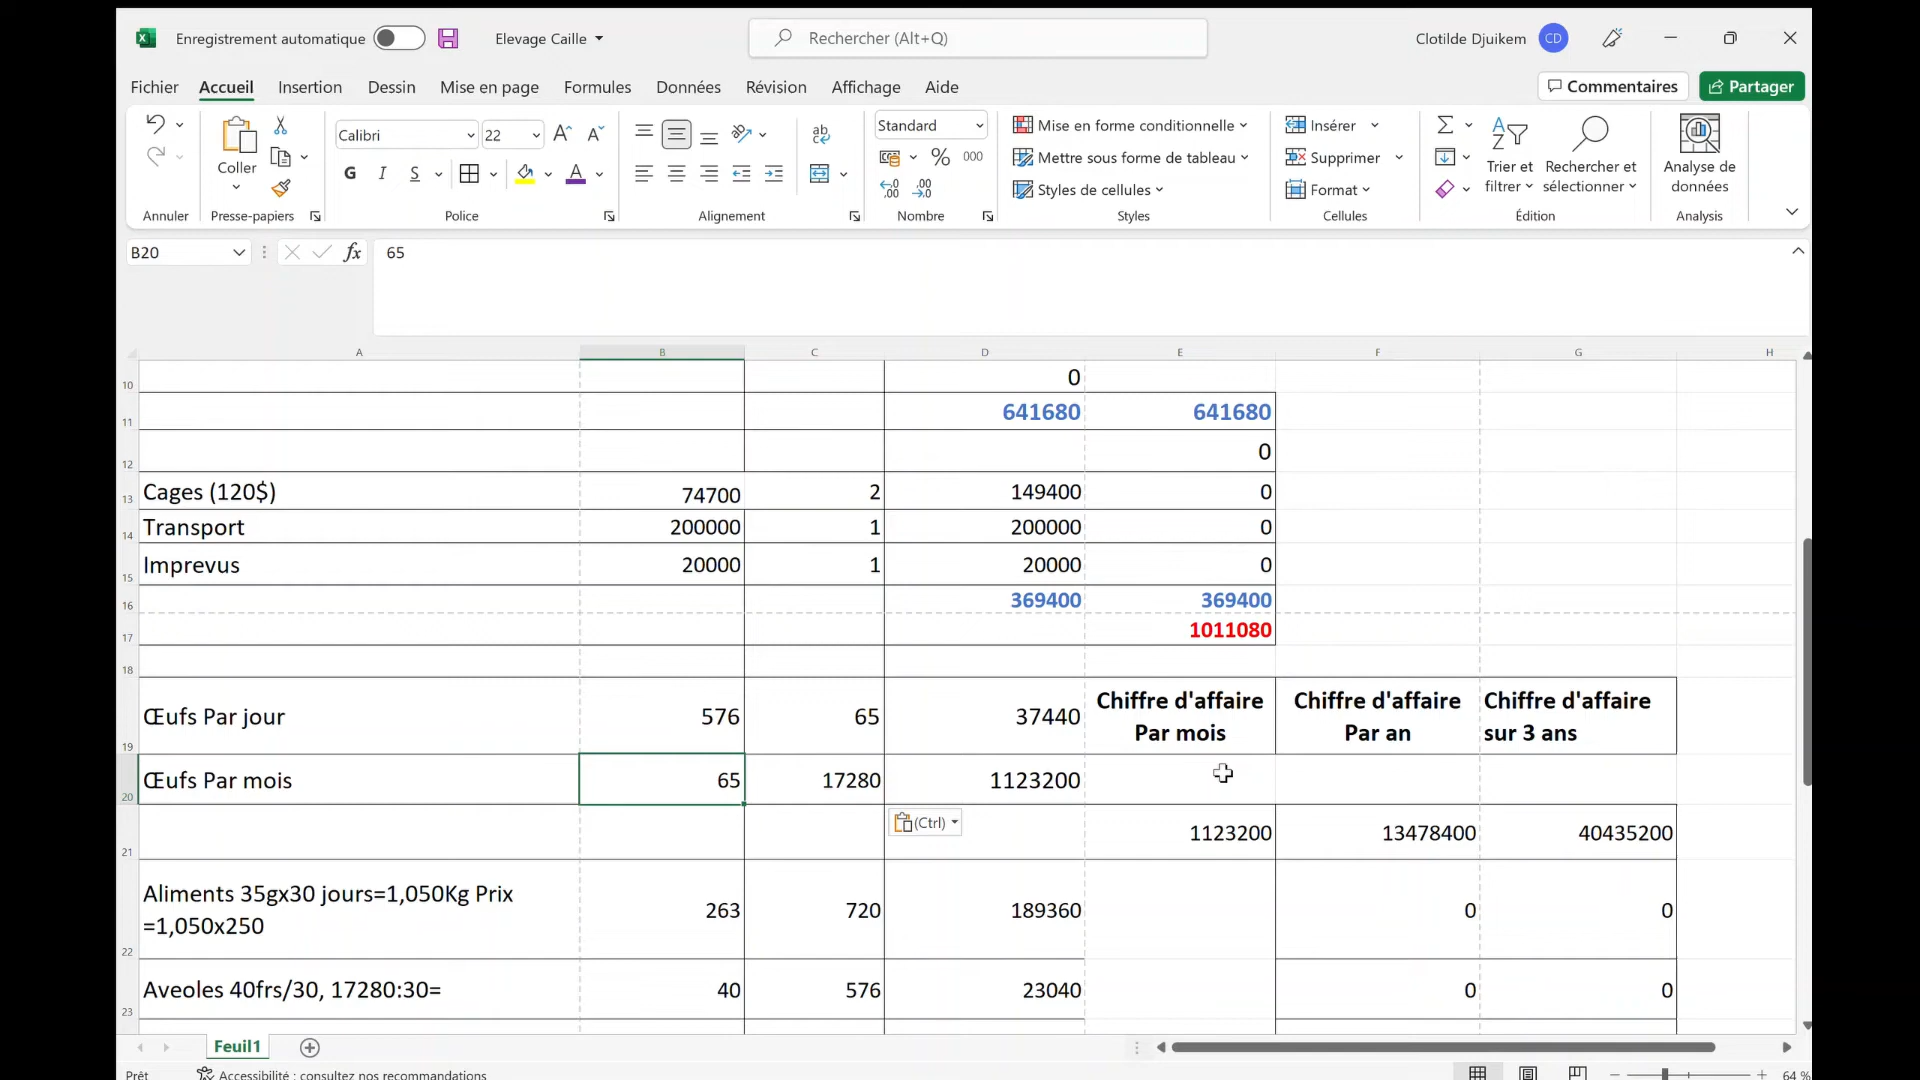 Enregistrement automatique
Elevage Caille
Rechercher (Alt+Q)
Clotilde Djuikem
CD
Fichier Accueil Insertion Dessin Mise en page Formules Données Révision Affichage Aide
Commentaires
Partager
Coller
Calibri 22
G I S
ab
Standard
% 000
Mise en forme conditionnelle
Mettre sous forme de tableau
Styles de cellules
Insérer
Supprimer
Format
Trier et
filtrer
Rechercher et
sélectionner
Analyse de
données
Annuler Presse-papiers Police Alignement Nombre Styles Cellules Édition Analysis
B20 fx 65
A B C D E F G H
10 0
11 641680 641680
12 0
13 Cages (120$) 74700 2 149400 0
14 Transport 200000 1 200000 0
15 Imprevus 20000 1 20000 0
16 369400 369400
17 1011080
18
19 Œufs Par jour 576 65 37440 Chiffre d'affaire Chiffre d'affaire Chiffre d'affaire
Par mois Par an sur 3 ans
20 Œufs Par mois 65 17280 1123200
(Ctrl)
21 1123200 13478400 40435200
Aliments 35gx30 jours=1,050Kg Prix
=1,050x250 263 720 189360 0 0
22
Aveoles 40frs/30, 17280:30= 40 576 23040 0 0
23
Feuil1
Prêt Accessibilité : consultez nos recommandations 64 %